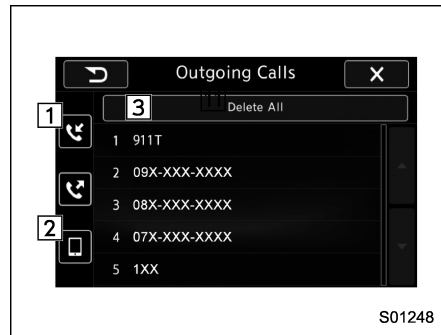 Outgoing Calls
X
1
3
Delete All
1 911T
2 09X-XXX-XXXX
3 08X-XXX-XXXX
2
4 07X-XXX-XXXX
5 1XX
S01248